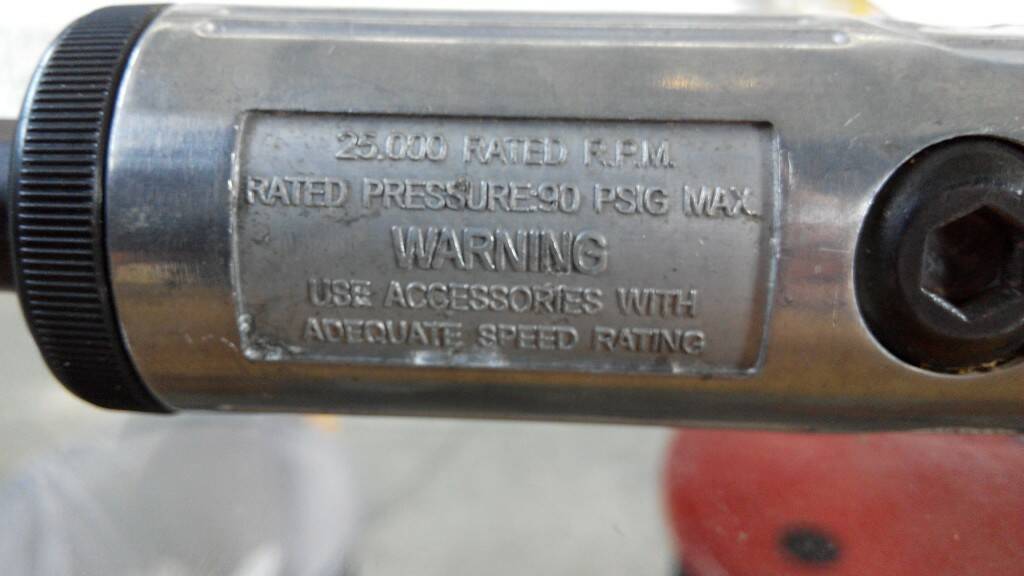 25.000 RATED R.P.M.
RATED PRESSURE:90 PSIG MAX.
WARNING
USE ACCESSORIES WITH
ADEQUATE SPEED RATING